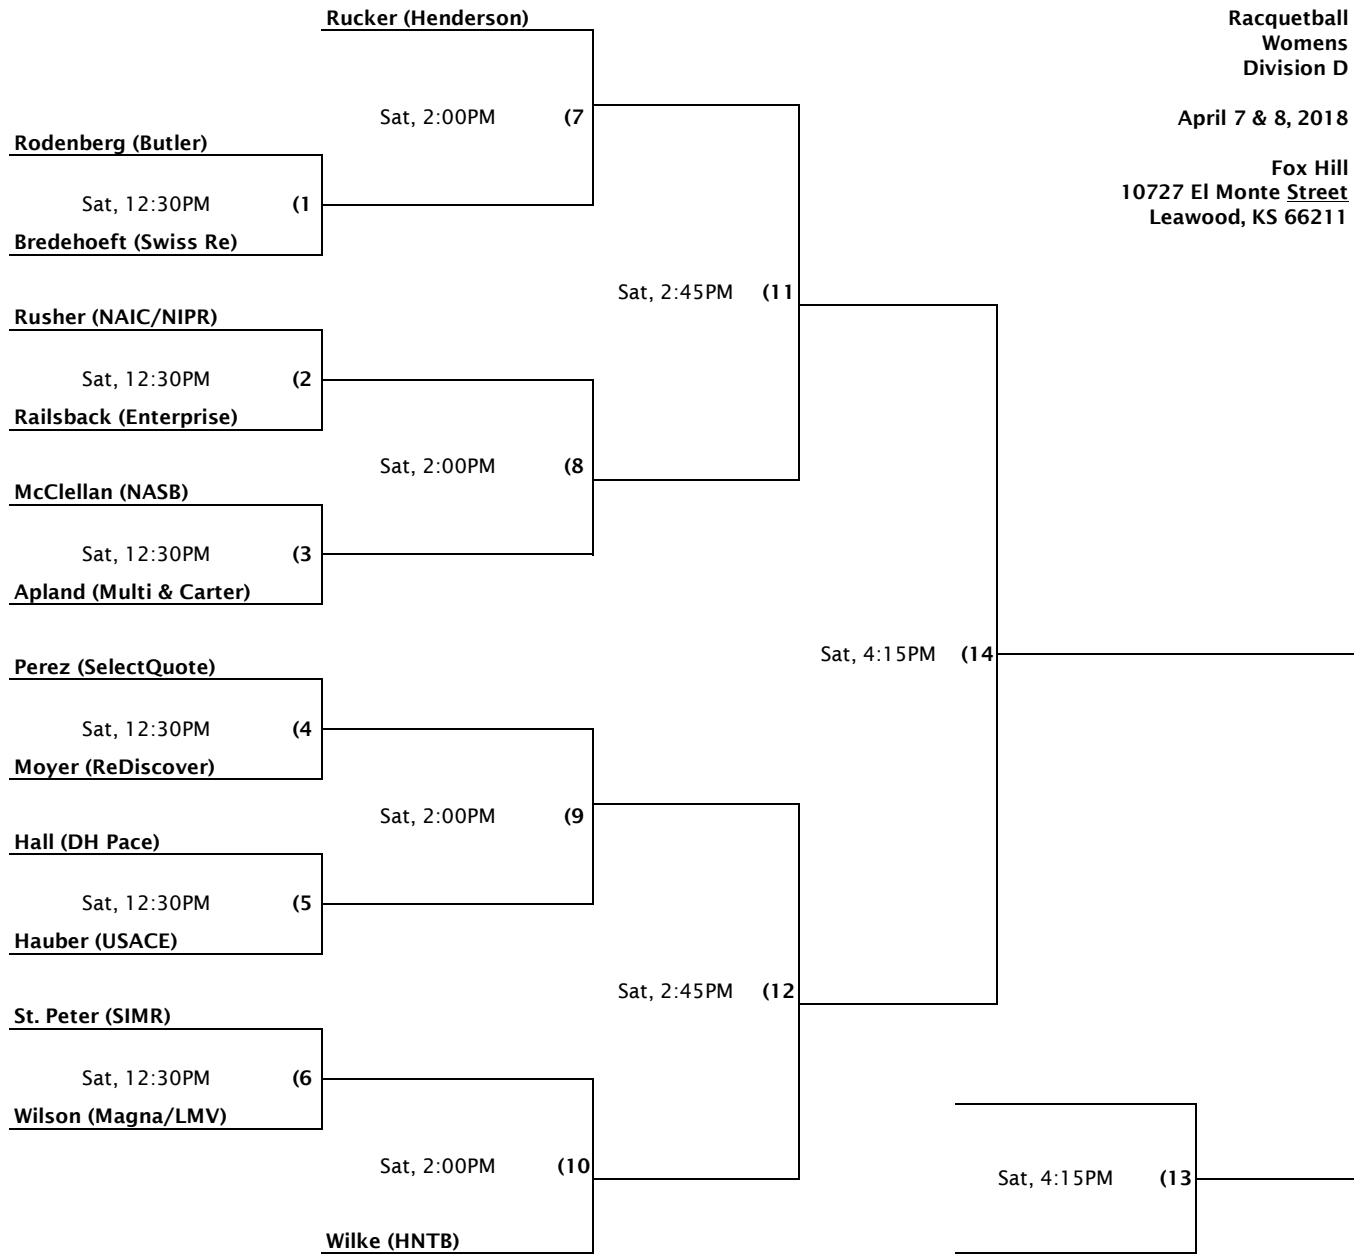 Rucker (Henderson)
Racquetball
Womens
Division D
Sat, 2:00PM (7
April 7 & 8, 2018
Rodenberg (Butler)
Fox Hill
10727 El Monte Street
Leawood, KS 66211
Sat, 12:30PM (1
Bredehoeft (Swiss Re)
Sat, 2:45PM (11
Rusher (NAIC/NIPR)
Sat, 12:30PM (2
Railsback (Enterprise)
Sat, 2:00PM (8
McClellan (NASB)
Sat, 12:30PM (3
Apland (Multi & Carter)
Sat, 4:15PM (14
Perez (SelectQuote)
Sat, 12:30PM (4
Moyer (ReDiscover)
Sat, 2:00PM (9
Hall (DH Pace)
Sat, 12:30PM (5
Hauber (USACE)
Sat, 2:45PM (12
St. Peter (SIMR)
Sat, 12:30PM (6
Wilson (Magna/LMV)
Sat, 2:00PM (10
Sat, 4:15PM (13
Wilke (HNTB)